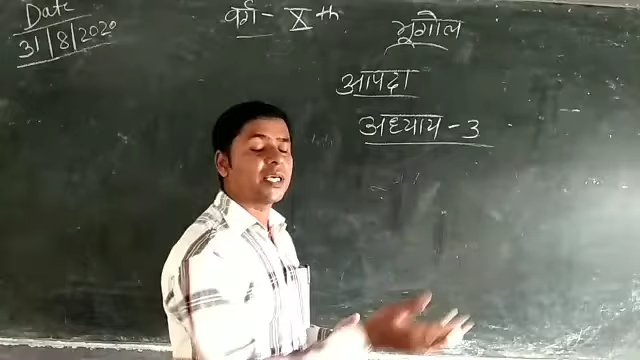 Date
31/8/2020
वर्ग - X th
भूगोल
आपदा
अध्याय - 3